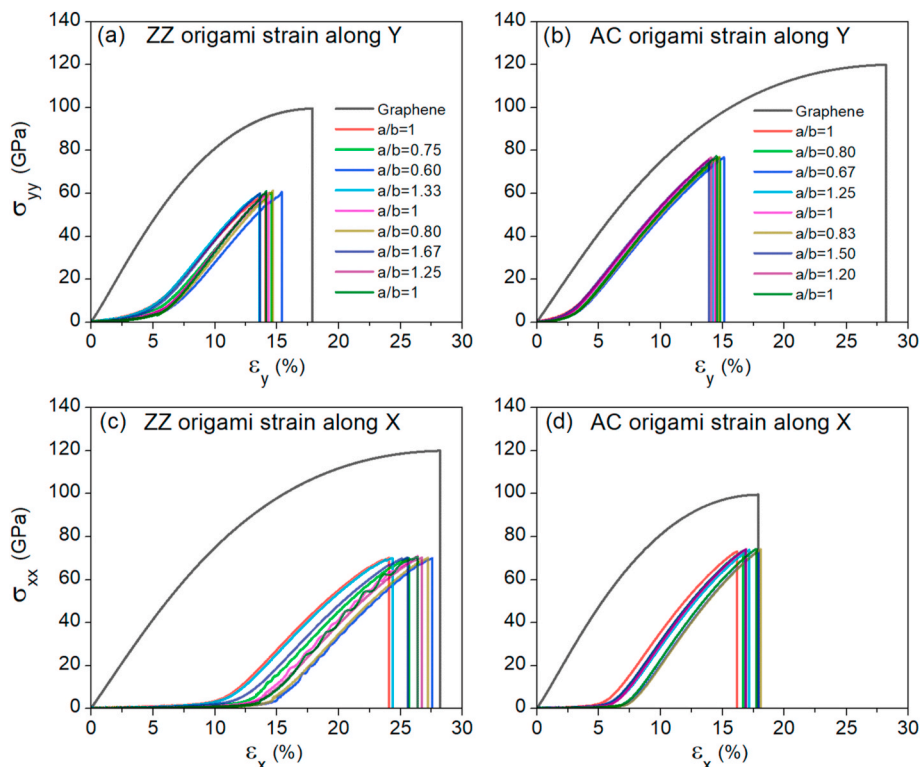 (a) ZZ origami strain along Y
140
120
100
80
60
40
20
0
σyy (GPa)
Graphene
a/b=1
a/b=0.75
a/b=0.60
a/b=1.33
a/b=1
a/b=0.80
a/b=1.67
a/b=1.25
a/b=1
0 5 10 15 20 25 30
εy (%)
(b) AC origami strain along Y
140
120
100
80
60
40
20
0
Graphene
a/b=1
a/b=0.80
a/b=0.67
a/b=1.25
a/b=1
a/b=0.83
a/b=1.50
a/b=1.20
a/b=1
0 5 10 15 20 25 30
εy (%)
(c) ZZ origami strain along X
140
120
100
80
60
40
20
0
σxx (GPa)
0 5 10 15 20 25 30
εx (%)
(d) AC origami strain along X
140
120
100
80
60
40
20
0
0 5 10 15 20 25 30
εx (%)